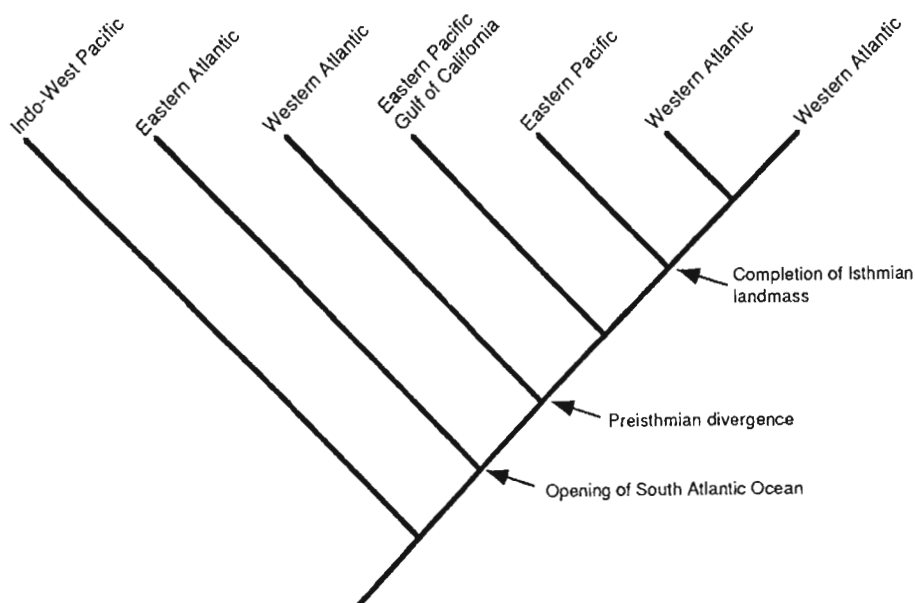 Indo-West Pacific
Eastern Atlantic
Western Atlantic
Eastern Pacific
Gulf of California
Eastern Pacific
Western Atlantic
Western Atlantic
Completion of Isthmian
landmass
Preisthmian divergence
Opening of South Atlantic Ocean